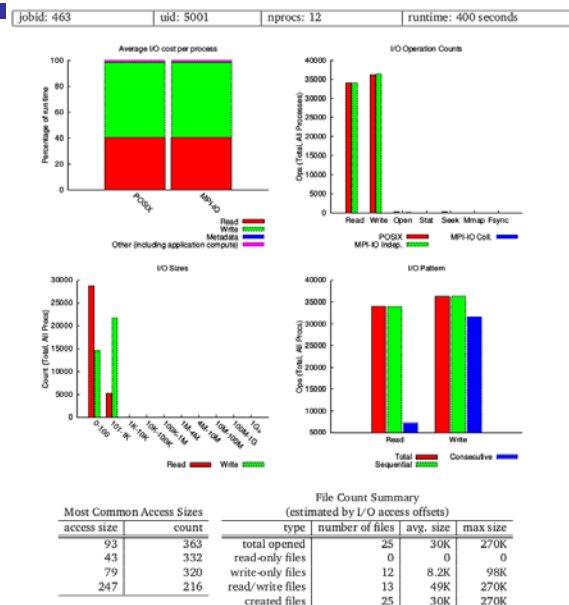 jobid: 463 uid: 5001 nprocs: 12 runtime: 400 seconds
Average I/O cost per process
Percentage of run time
100
80
60
40
20
0
POSIX
MPI-IO
Read
Write
Metadata
Other (including application compute)
I/O Operation Counts
Ops (Total, All Processes)
40000
35000
30000
25000
20000
15000
10000
5000
0
Read Write Open Stat Seek Mmap Fsync
POSIX MPI-IO Coll.
MPI-IO Indep.
I/O Sizes
Count (Total, All Procs)
30000
25000
20000
15000
10000
5000
0
0-100
101-1K
1K-10K
10K-100K
100K-1M
1M-4M
4M-10M
10M-100M
100M-1G
1G+
Read Write
I/O Pattern
Ops (Total, All Procs)
40000
35000
30000
25000
20000
15000
10000
5000
Read Write
Total Consecutive
Sequential
Most Common Access Sizes
access size count
93 363
43 332
79 320
247 216
File Count Summary
(estimated by I/O access offsets)
type number of files avg. size max size
total opened 25 30K 270K
read-only files 0 0 0
write-only files 12 8.2K 98K
read/write files 13 49K 270K
created files 25 30K 270K